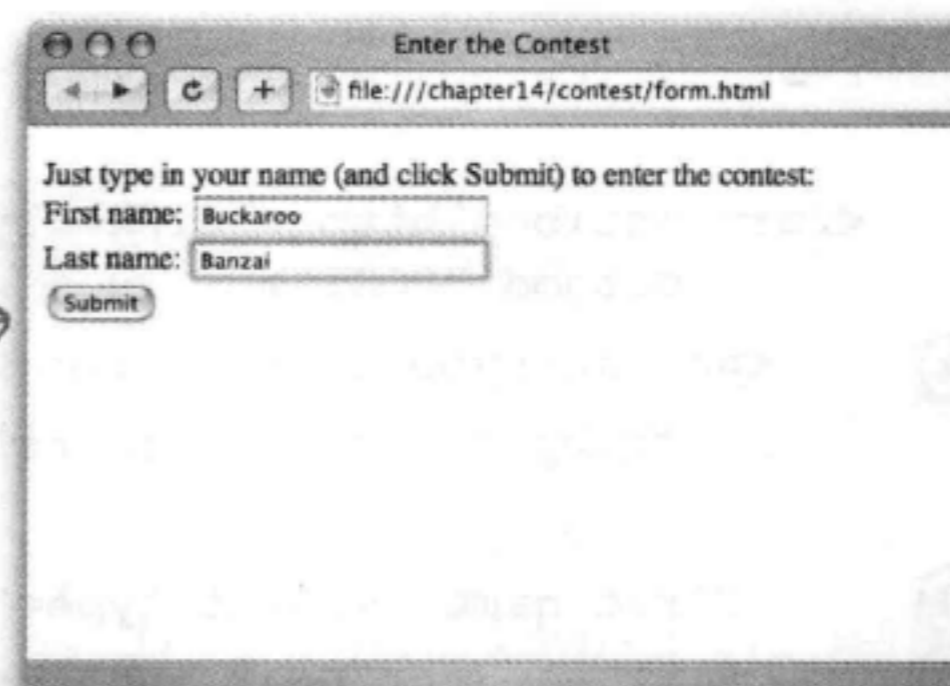 Enter the Contest
file:///chapter14/contest/form.html
Just type in your name (and click Submit) to enter the contest:
First name: Buckaroo
Last name: Banzai
Submit